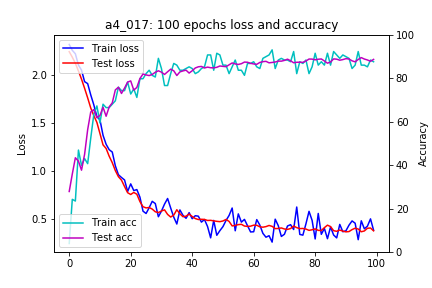 a4_017: 100 epochs loss and accuracy
Train loss
Test loss
Train acc
Test acc
Loss
2.0
1.5
1.0
0.5
Accuracy
100
80
60
40
20
0
0
20
40
60
80
100